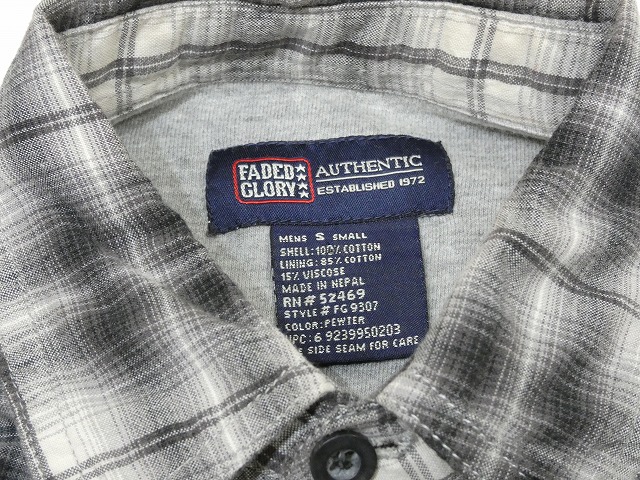 FADED
GLORY
AUTHENTIC
ESTABLISHED 1972
MENS S SMALL
SHELL: 100% COTTON
LINING: 85% COTTON
15% VISCOSE
MADE IN NEPAL
RN# 52469
STYLE # FG 9307
COLOR: PEWTER
UPC: 6 9239950203
SIDE SEAM FOR CARE